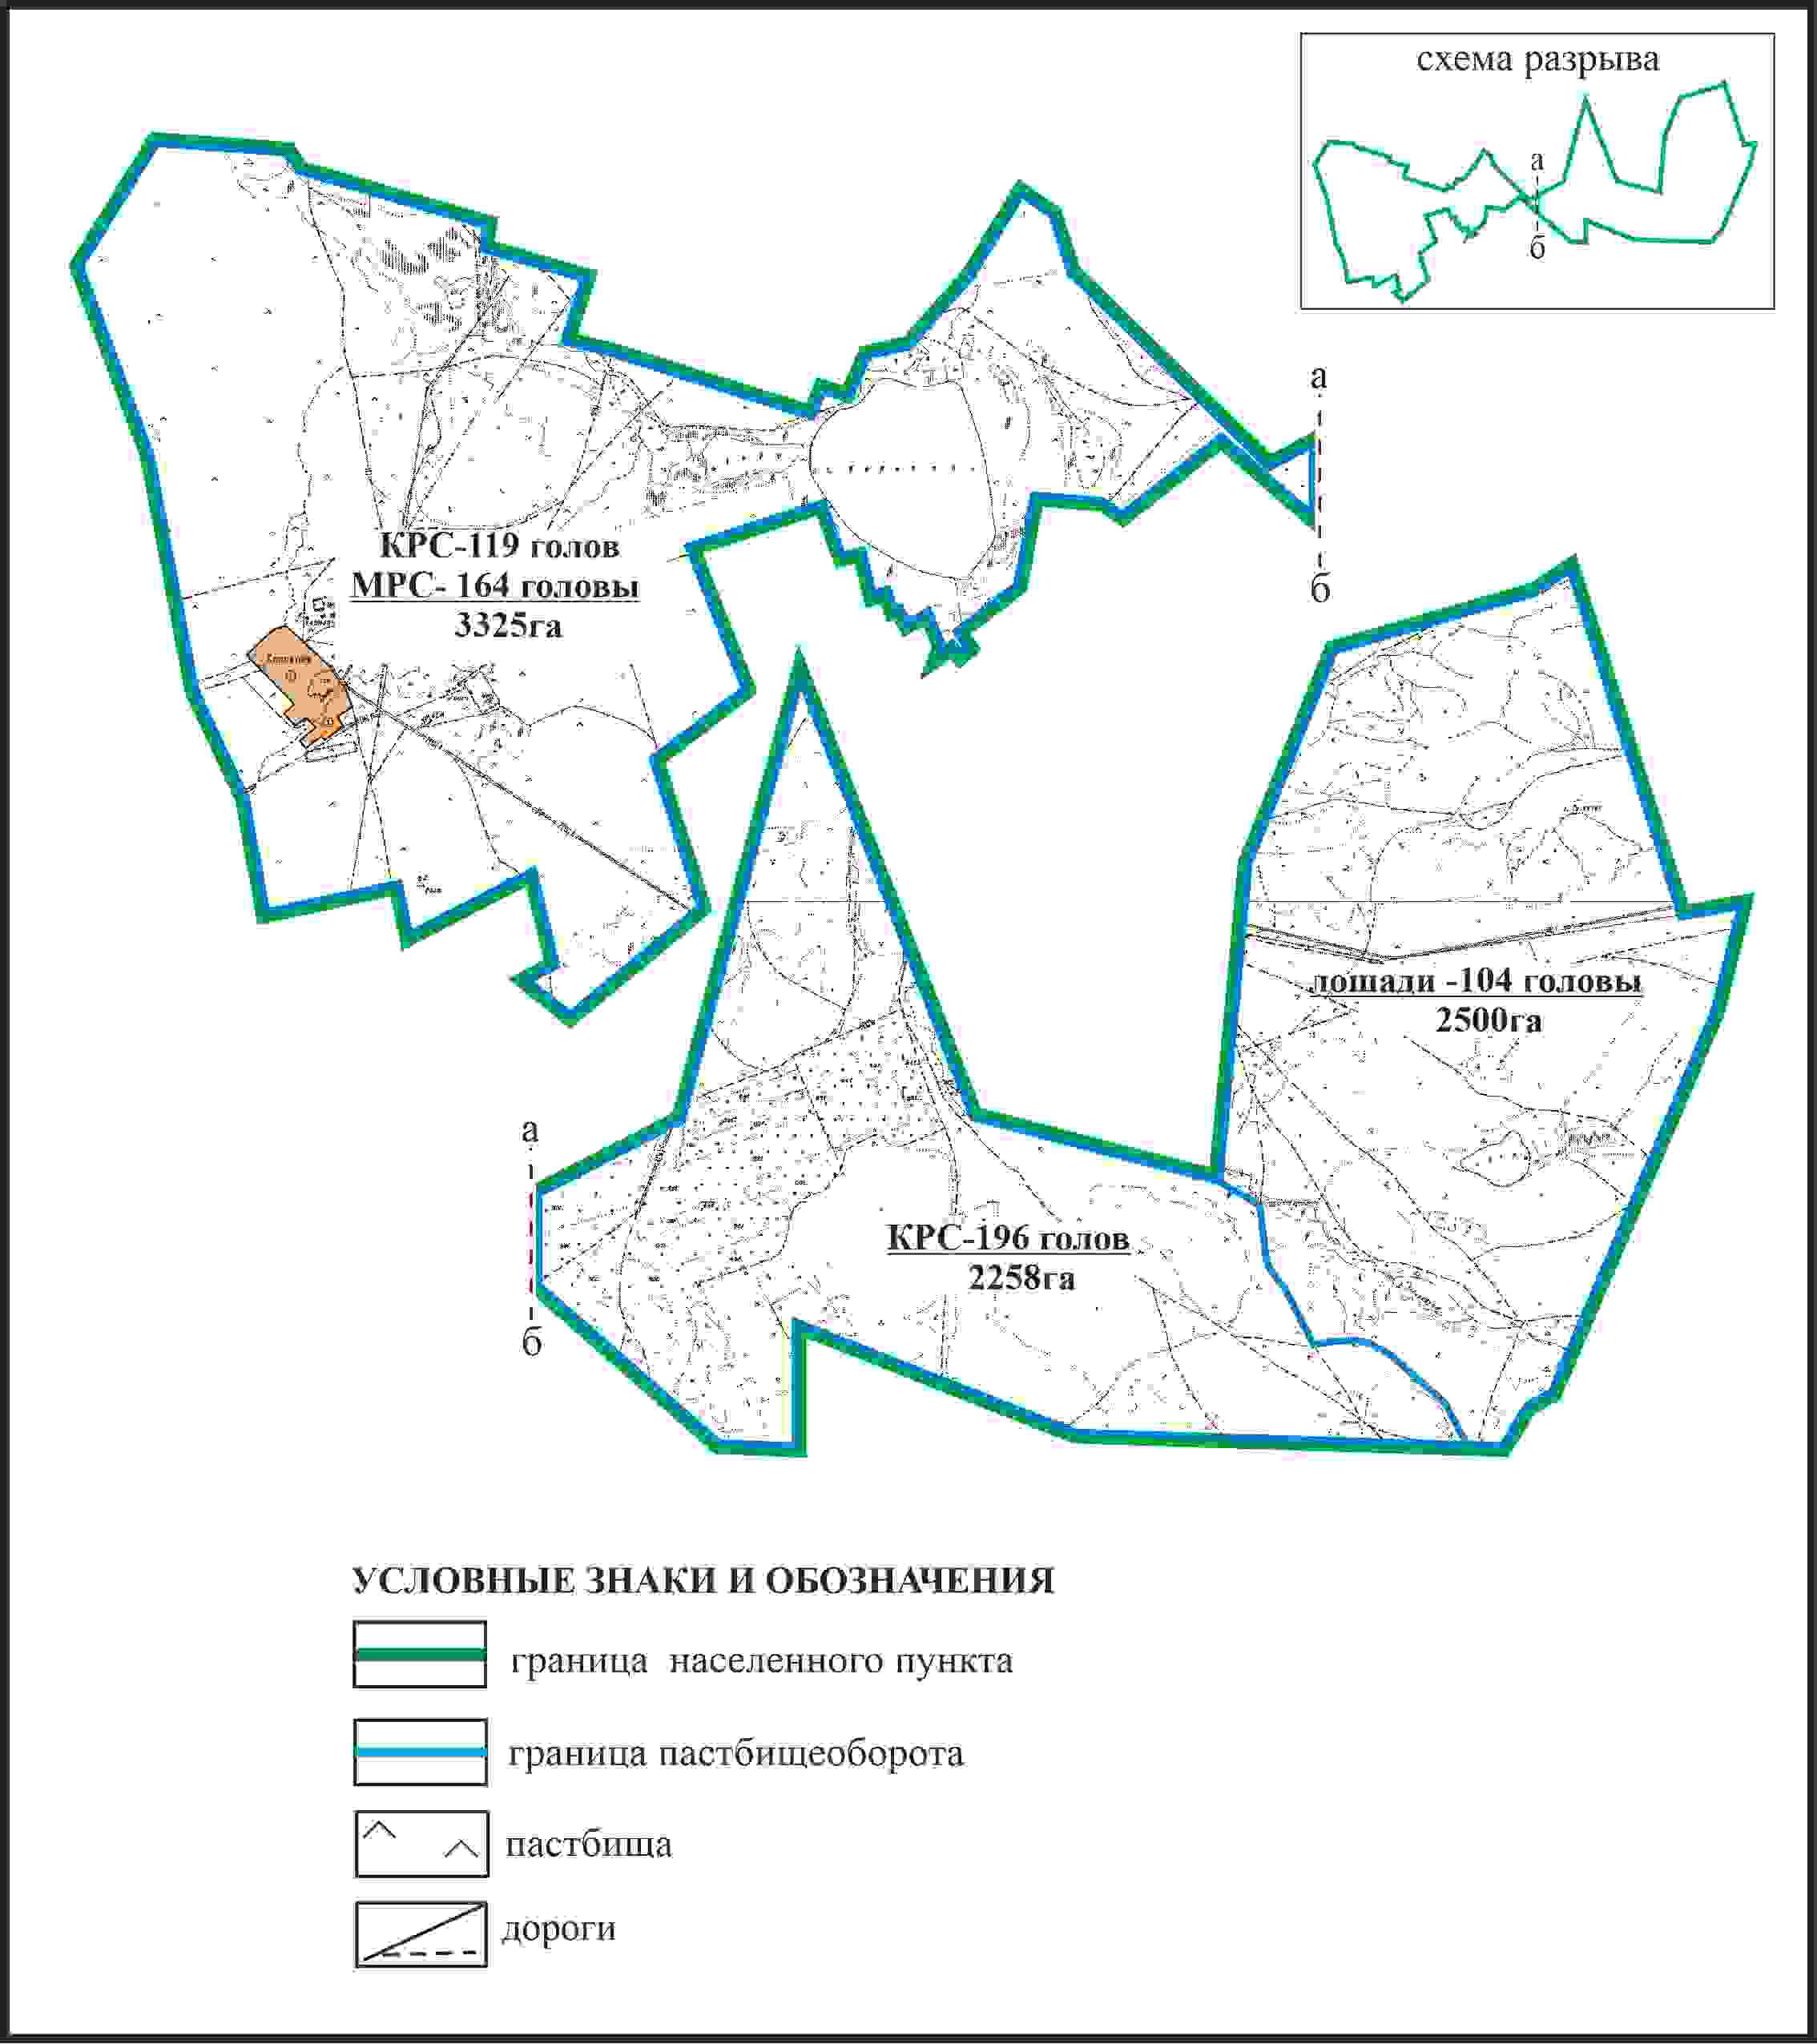 схема разрыва
а
б
а
б
КРС-119 голов
МРС- 164 головы
3325га
лошади -104 головы
2500га
а
б
КРС-196 голов
2258га
УСЛОВНЫЕ ЗНАКИ И ОБОЗНАЧЕНИЯ
граница населенного пункта
граница пастбищеоборота
пастбища
дороги